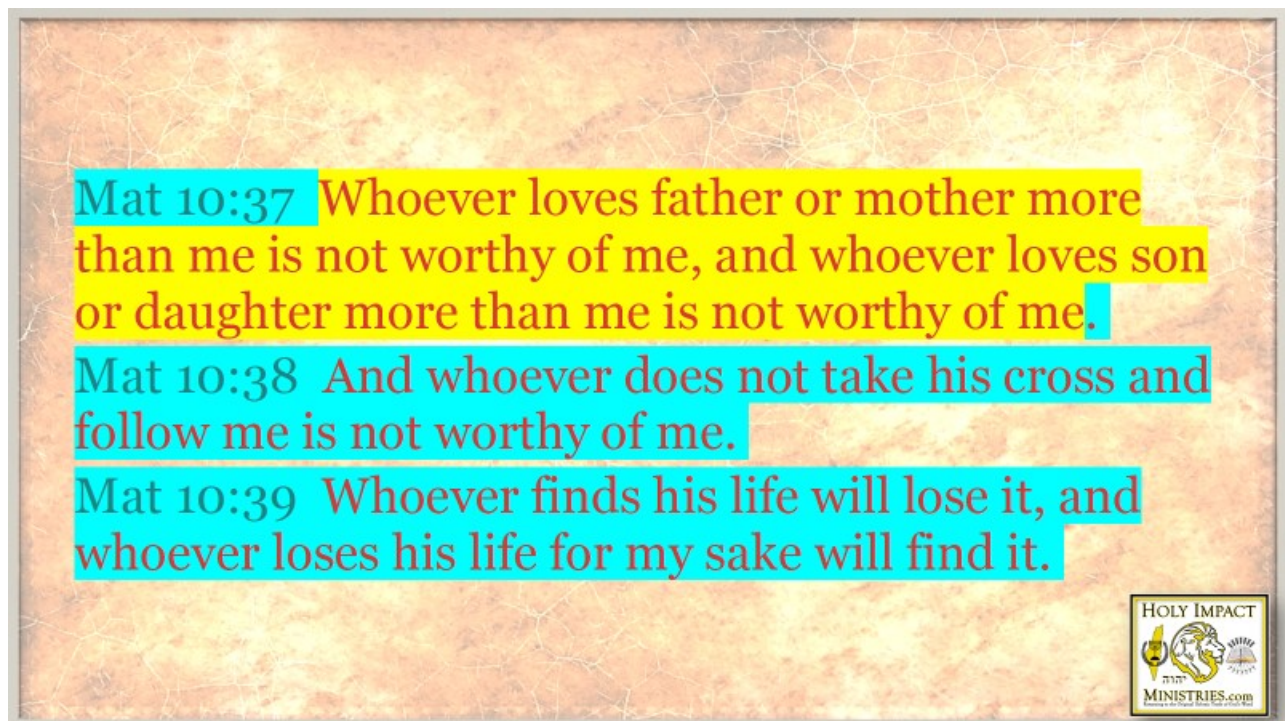 Mat 10:37  Whoever loves father or mother more
than me is not worthy of me, and whoever loves son
or daughter more than me is not worthy of me.
Mat 10:38  And whoever does not take his cross and
follow me is not worthy of me.
Mat 10:39  Whoever finds his life will lose it, and
whoever loses his life for my sake will find it.
HOLY IMPACT
יהוה
MINISTRIES.com